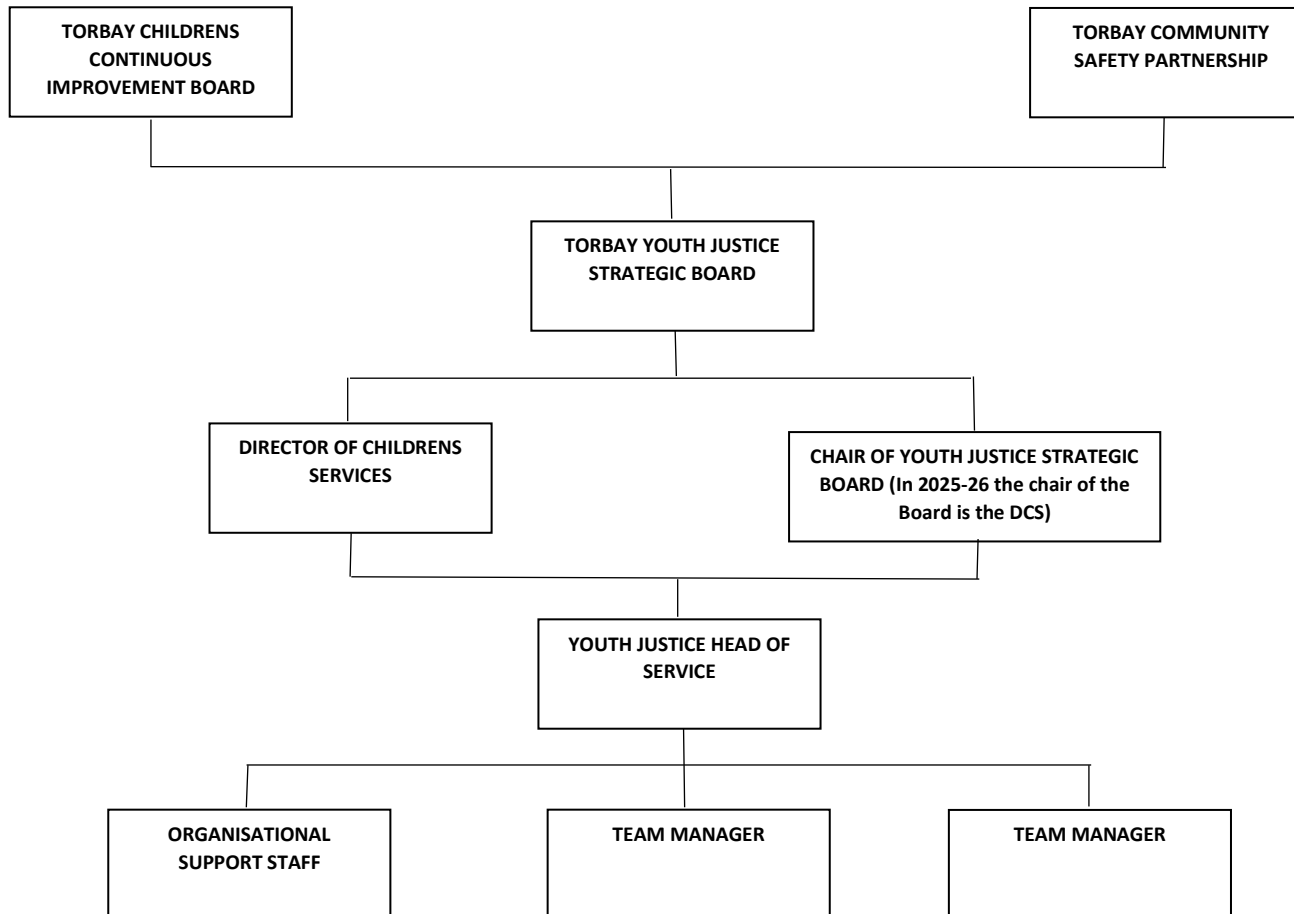 TORBAY CHILDRENS
CONTINUOUS
IMPROVEMENT BOARD
TORBAY COMMUNITY
SAFETY PARTNERSHIP
TORBAY YOUTH JUSTICE
STRATEGIC BOARD
DIRECTOR OF CHILDRENS
SERVICES
CHAIR OF YOUTH JUSTICE STRATEGIC
BOARD (In 2025-26 the chair of the
Board is the DCS)
YOUTH JUSTICE HEAD OF
SERVICE
ORGANISATIONAL
SUPPORT STAFF
TEAM MANAGER
TEAM MANAGER